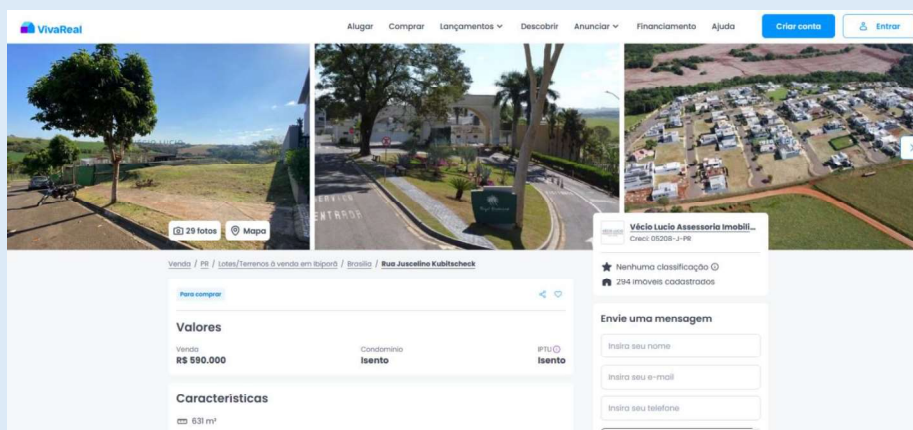 VivaReal
Alugar Comprar Lançamentos Descobrir Anunciar Financiamento Ajuda Criar conta Entrar
SERVICE
ENTRADA
29 fotos Mapa
Venda / PR / Lotes/Terrenos à venda em Ibiporã / Brasília / Rua Juscelino Kubitscheck
Para comprar
Valores
Venda Condomínio IPTU
R$ 590.000 Isento Isento
Características
631 m²
Vécio Lucio Assessoria Imobili...
Creci: 05208-J-PR
Nenhuma classificação
294 imóveis cadastrados
Envie uma mensagem
Insira seu nome
Insira seu e-mail
Insira seu telefone